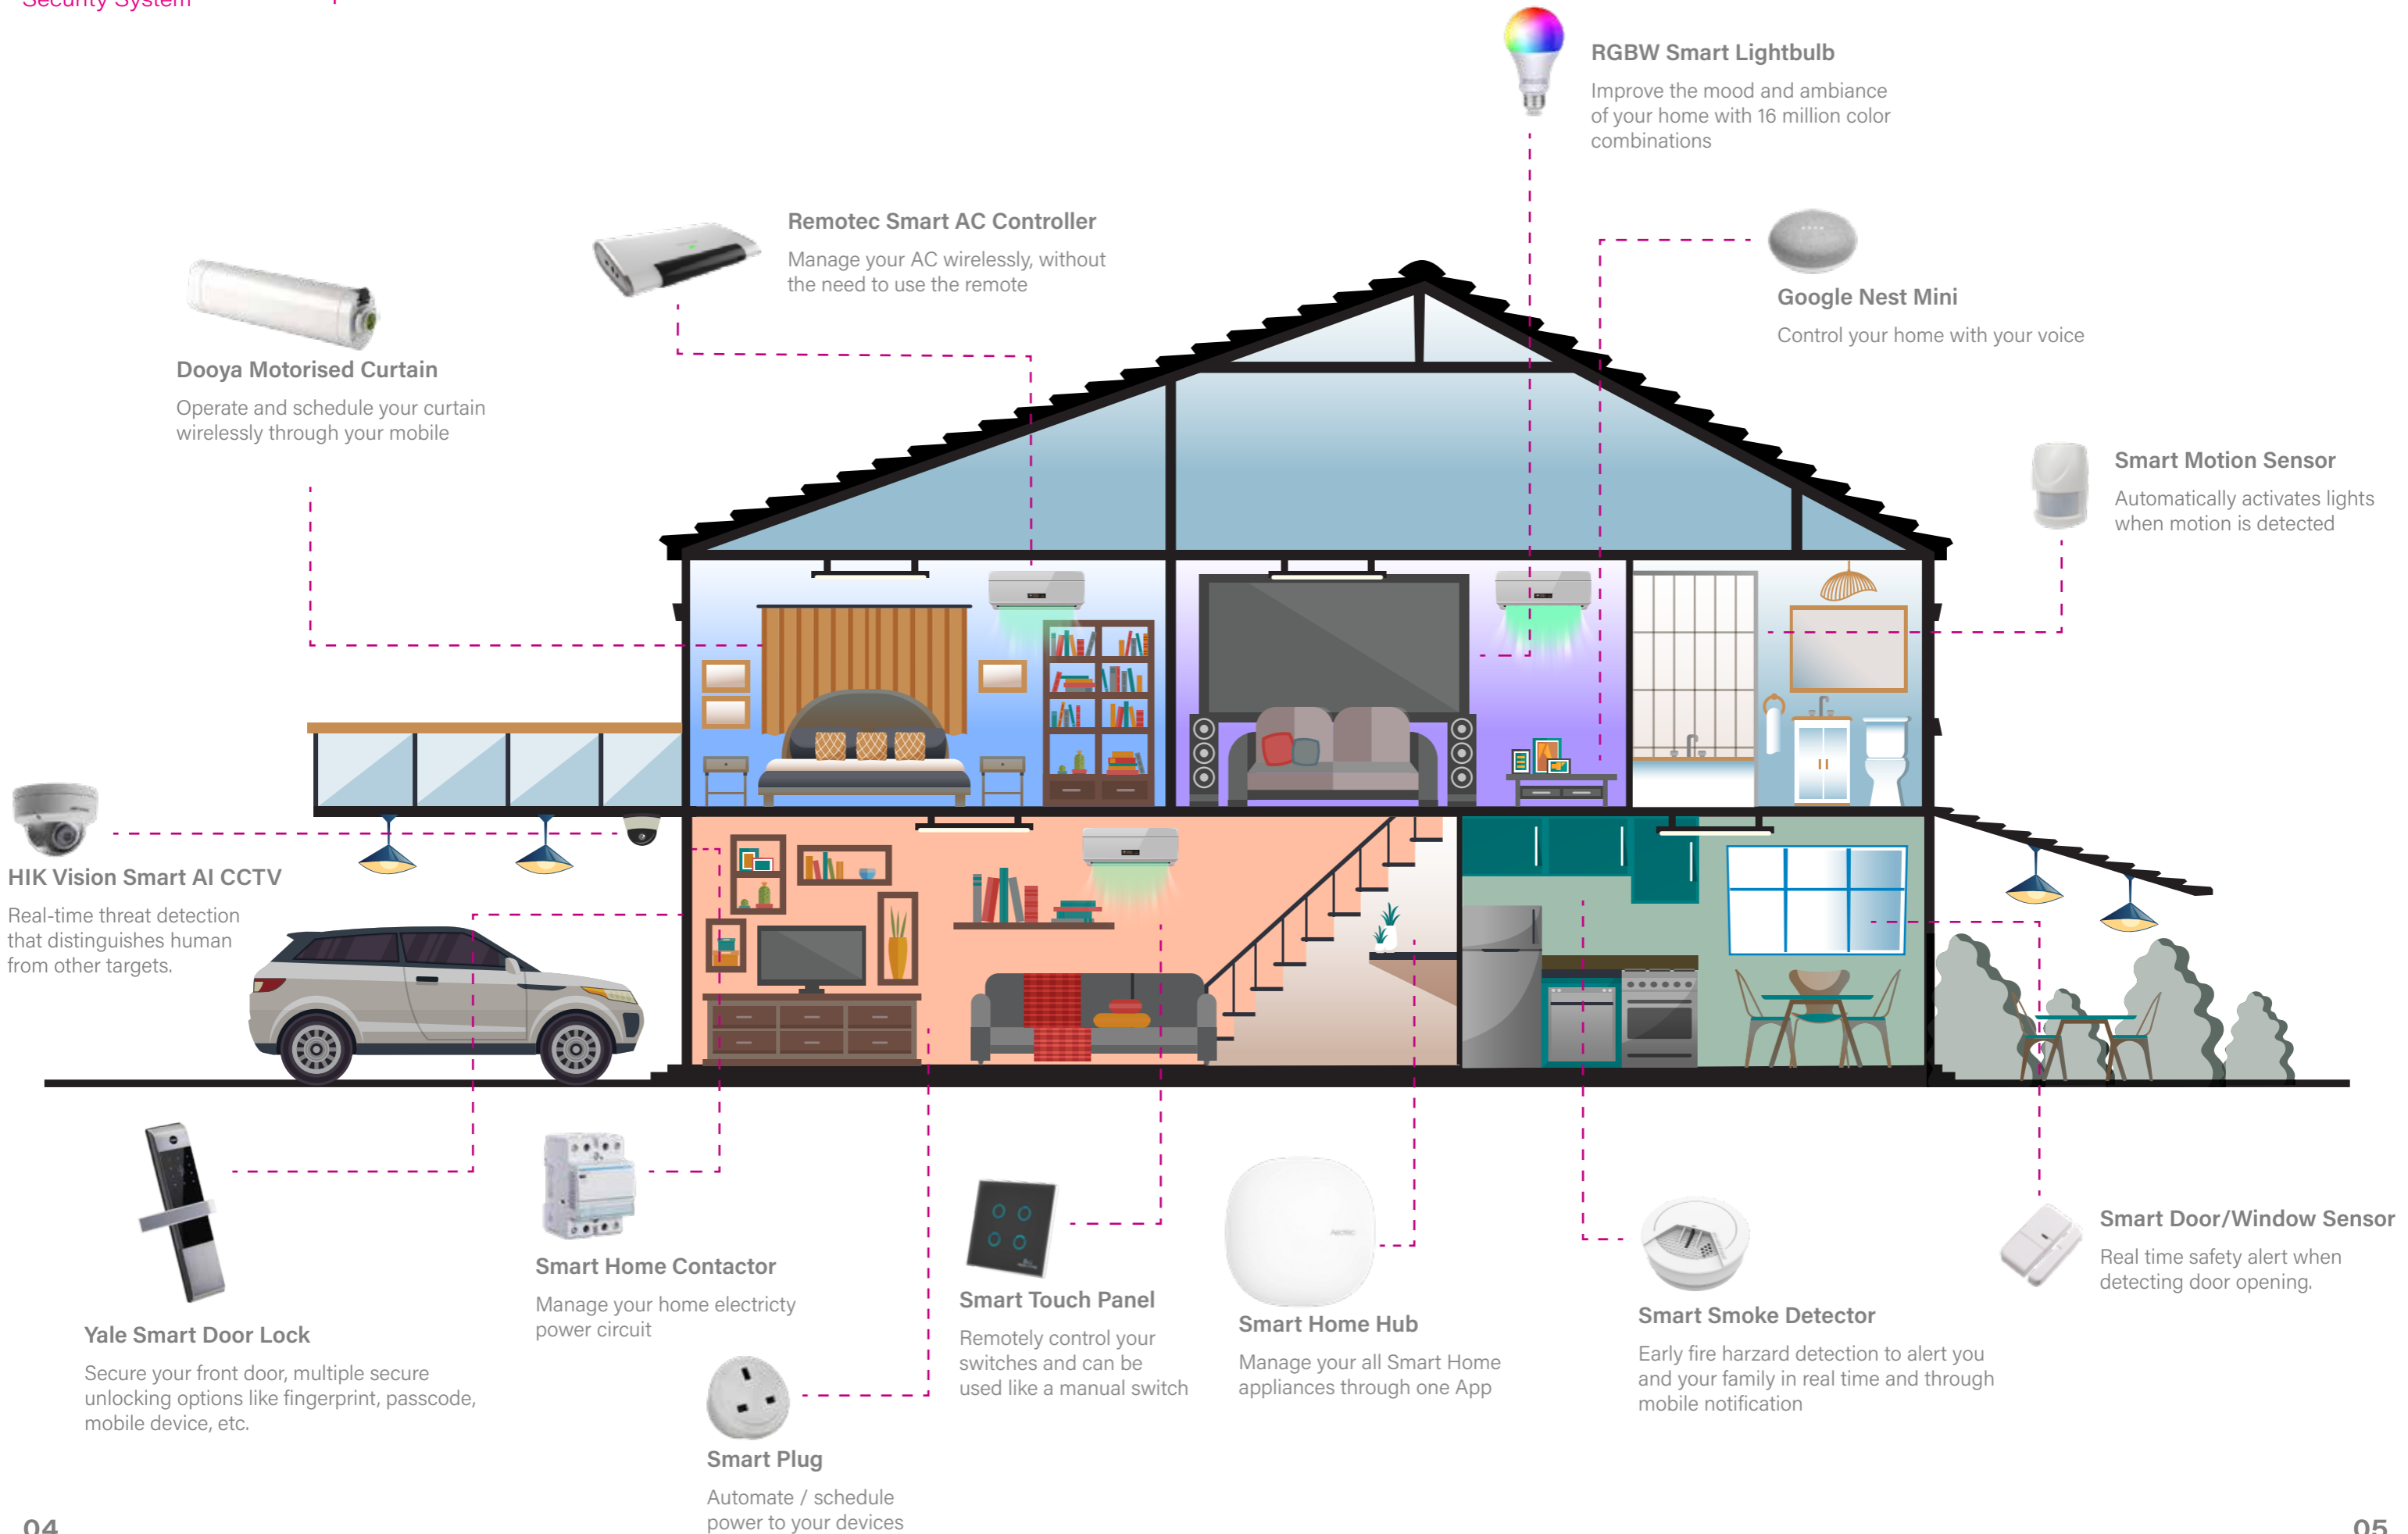 Security System
RGBW Smart Lightbulb
Improve the mood and ambiance
of your home with 16 million color
combinations
Remotec Smart AC Controller
Manage your AC wirelessly, without
the need to use the remote
Google Nest Mini
Control your home with your voice
Dooya Motorised Curtain
Operate and schedule your curtain
wirelessly through your mobile
Smart Motion Sensor
Automatically activates lights
when motion is detected
HIK Vision Smart AI CCTV
Real-time threat detection
that distinguishes human
from other targets.
Yale Smart Door Lock
Secure your front door, multiple secure
unlocking options like fingerprint, passcode,
mobile device, etc.
Smart Home Contactor
Manage your home electricty
power circuit
Smart Plug
Automate / schedule
power to your devices
Smart Touch Panel
Remotely control your
switches and can be
used like a manual switch
Aeotec
Smart Home Hub
Manage your all Smart Home
appliances through one App
Smart Smoke Detector
Early fire harzard detection to alert you
and your family in real time and through
mobile notification
Smart Door/Window Sensor
Real time safety alert when
detecting door opening.
04
05